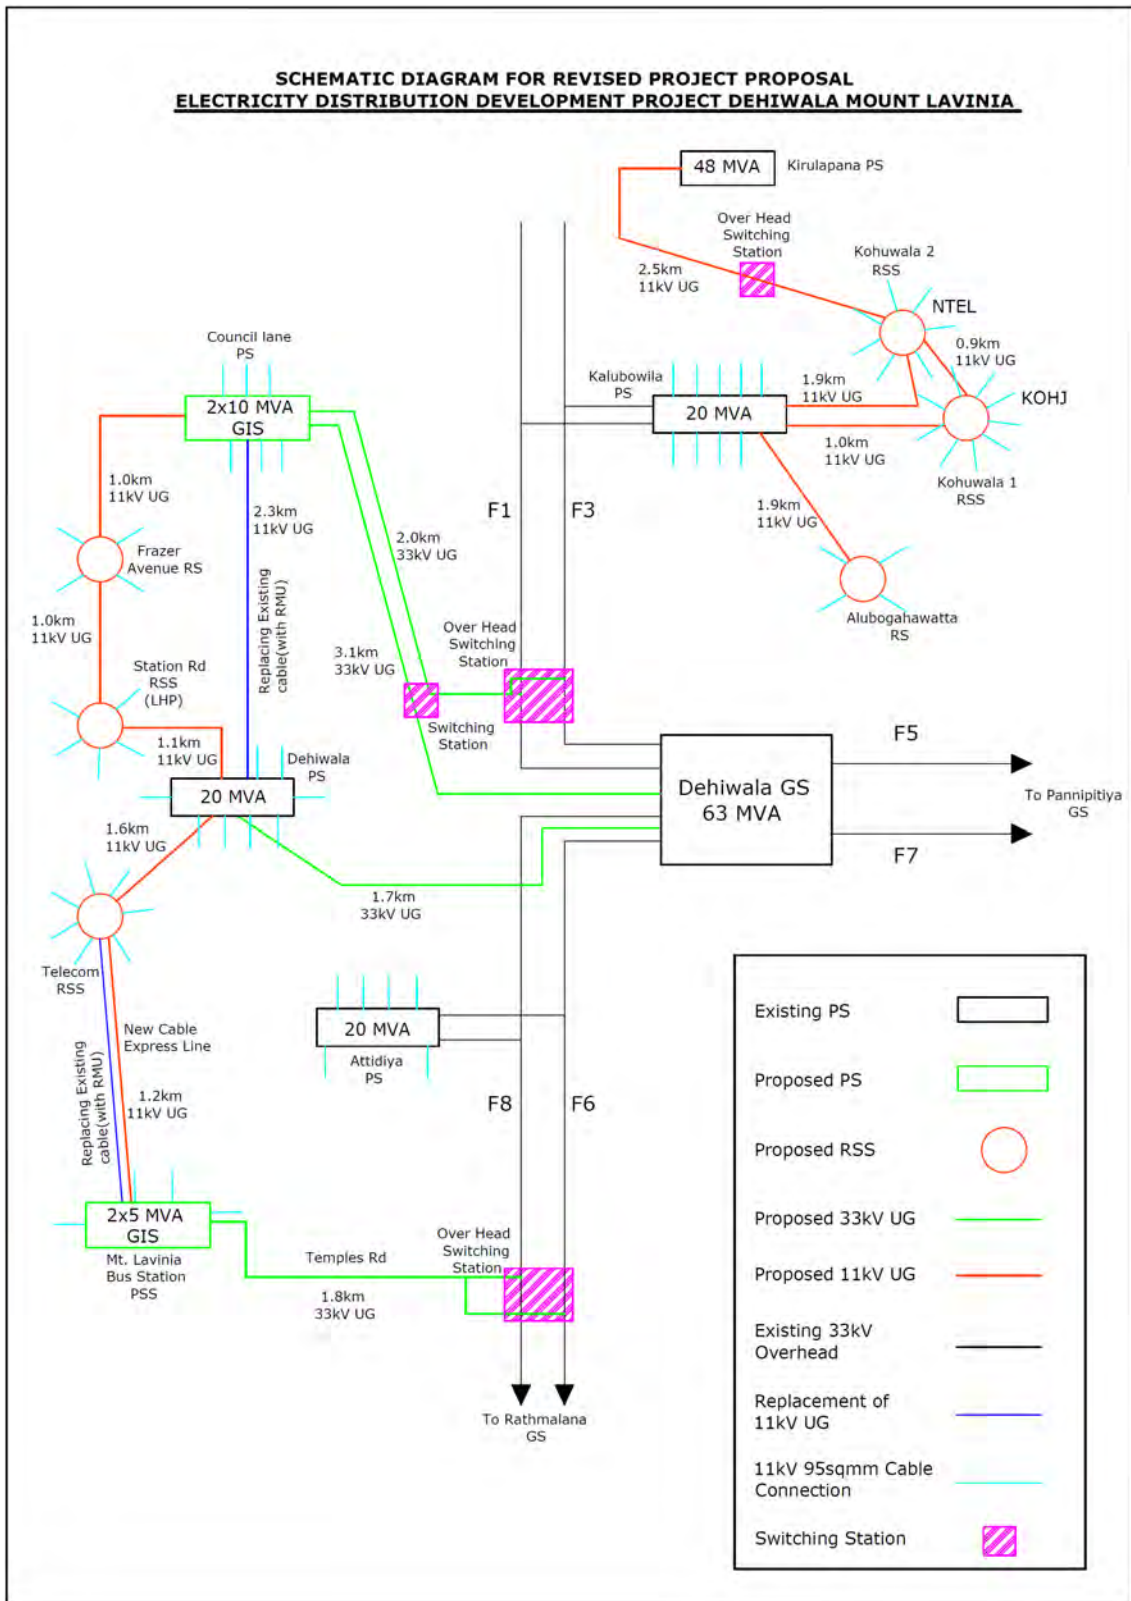 SCHEMATIC DIAGRAM FOR REVISED PROJECT PROPOSAL
ELECTRICITY DISTRIBUTION DEVELOPMENT PROJECT DEHIWALA MOUNT LAVINIA
48 MVA
Kirulapana PS
Over Head
Switching
Station
2.5km
11kV UG
Kohuwala 2
RSS
NTEL
0.9km
11kV UG
KOHJ
Kohuwala 1
RSS
Kalubowila
PS
20 MVA
1.9km
11kV UG
1.0km
11kV UG
1.9km
11kV UG
Alubogahawatta
RS
Council lane
PS
2x10 MVA
GIS
1.0km
11kV UG
Frazer
Avenue RS
1.0km
11kV UG
Station Rd
RSS
(LHP)
1.1km
11kV UG
2.3km
11kV UG
Replacing Existing
cable(with RMU)
2.0km
33kV UG
3.1km
33kV UG
F1
F3
Over Head
Switching
Station
Switching
Station
Dehiwala
PS
20 MVA
1.6km
11kV UG
1.7km
33kV UG
Dehiwala GS
63 MVA
F5
To Pannipitiya
GS
F7
Telecom
RSS
New Cable
Express Line
Replacing Existing
cable(with RMU)
1.2km
11kV UG
20 MVA
Attidiya
PS
F8
F6
2x5 MVA
GIS
Mt. Lavinia
Bus Station
PSS
Temples Rd
1.8km
33kV UG
Over Head
Switching
Station
To Rathmalana
GS
Existing PS
Proposed PS
Proposed RSS
Proposed 33kV UG
Proposed 11kV UG
Existing 33kV
Overhead
Replacement of
11kV UG
11kV 95sqmm Cable
Connection
Switching Station